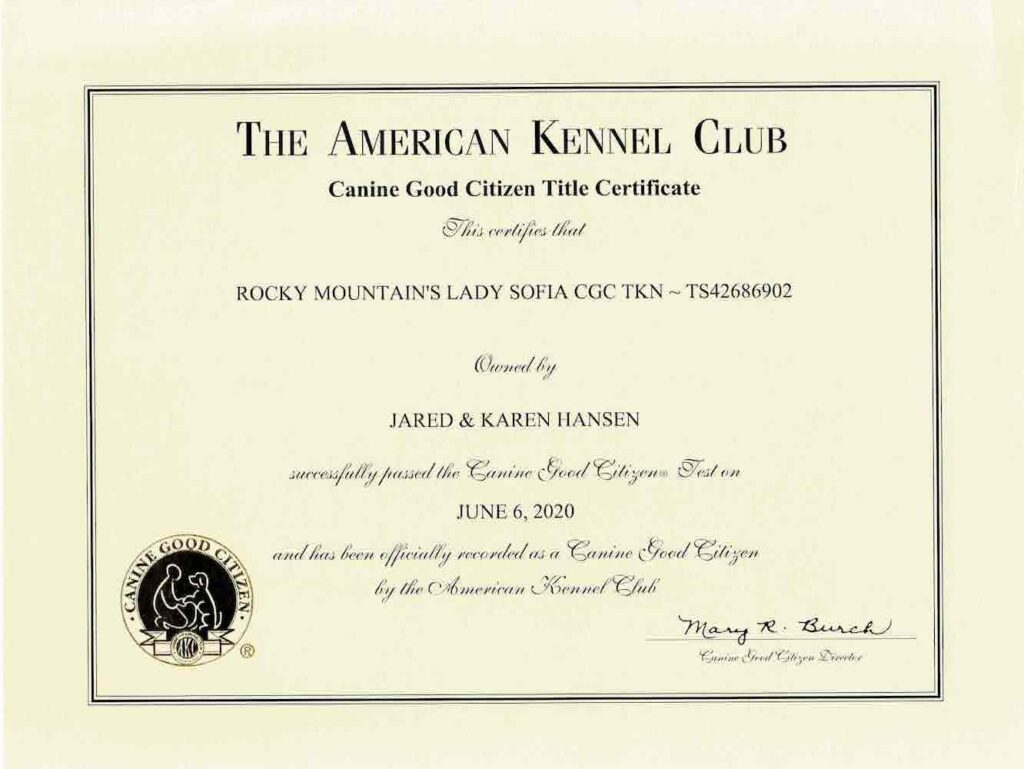 THE AMERICAN KENNEL CLUB
Canine Good Citizen Title Certificate
This certifies that
ROCKY MOUNTAIN'S LADY SOFIA CGC TKN ~ TS42686902
Owned by
JARED & KAREN HANSEN
successfully passed the Canine Good Citizen® Test on
JUNE 6, 2020
and has been officially recorded as a Canine Good Citizen
by the American Kennel Club
CANINE GOOD CITIZEN
AKC
®
Mary R. Burch
Canine Good Citizen Director